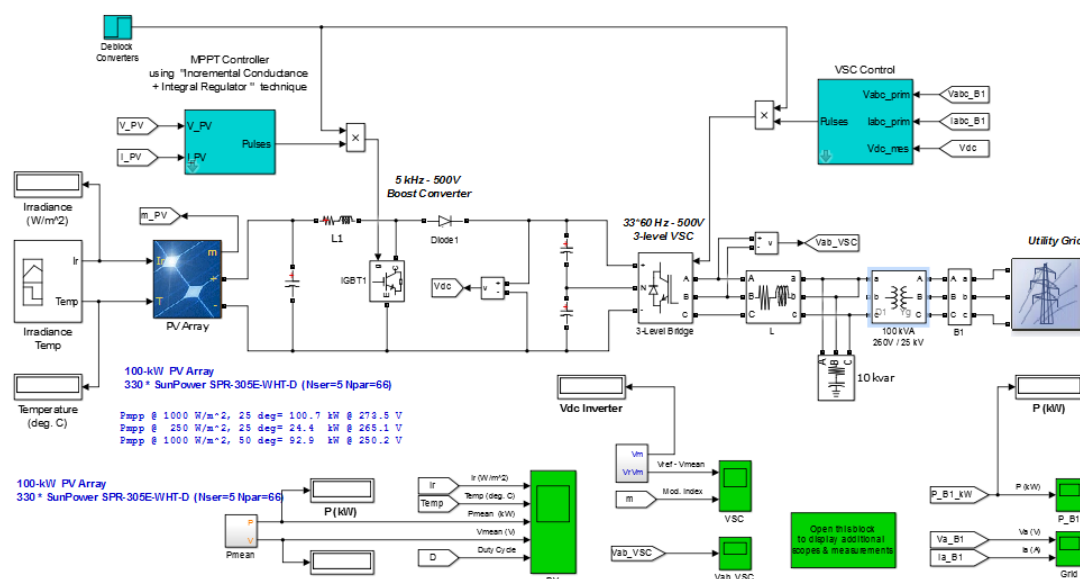 Deblock
Converters
MPPT Controller
using "Incremental Conductance
+ Integral Regulator" technique
V_PV
I_PV
V_PV
I_PV
Pulses
VSC Control
Vabc_prim
Iabc_prim
Vdc_mes
Pulses
Vabc_B1
Iabc_B1
Vdc
Irradiance
(W/m^2)
m_PV
5 kHz - 500V
Boost Converter
L1
Diode1
33*60 Hz - 500V
3-level VSC
Vab_VSC
Utility Grid
Ir
Temp
Irradiance
Temp
Ir
T
m
+
-
PV Array
g
C
E
IGBT1
Vdc
+
-
v
+
N
-
A
B
C
3-Level Bridge
+
-
v
A
B
C
a
b
c
L
a
b
c
A
B
C
D1
Yg
100 kVA
260V / 25 kV
A
B
C
a
b
c
B1
A
B
C
10 kvar
Temperature
(deg. C)
100-kW PV Array
330 * SunPower SPR-305E-WHT-D (Nser=5 Npar=66)
Pmpp @ 1000 W/m^2, 25 deg= 100.7 kW @ 273.5 V
Pmpp @ 250 W/m^2, 25 deg= 24.4 kW @ 265.1 V
Pmpp @ 1000 W/m^2, 50 deg= 92.9 kW @ 250.2 V
Vdc Inverter
P (kW)
100-kW PV Array
330 * SunPower SPR-305E-WHT-D (Nser=5 Npar=66)
P (kW)
P
V
Pmean
Ir
Temp
D
Ir (W/m^2)
Temp (deg. C)
Pmean (kW)
Vmean (V)
Duty Cycle
Vm
VrVm
Vref - Vmean
m
Mod. Index
VSC
Vab_VSC
Vab_VSC
Open this block
to display additional
scopes & measurements
P_B1_kW
P (kW)
P_B1
Va_B1
Ia_B1
Va (V)
Ia (A)
Grid